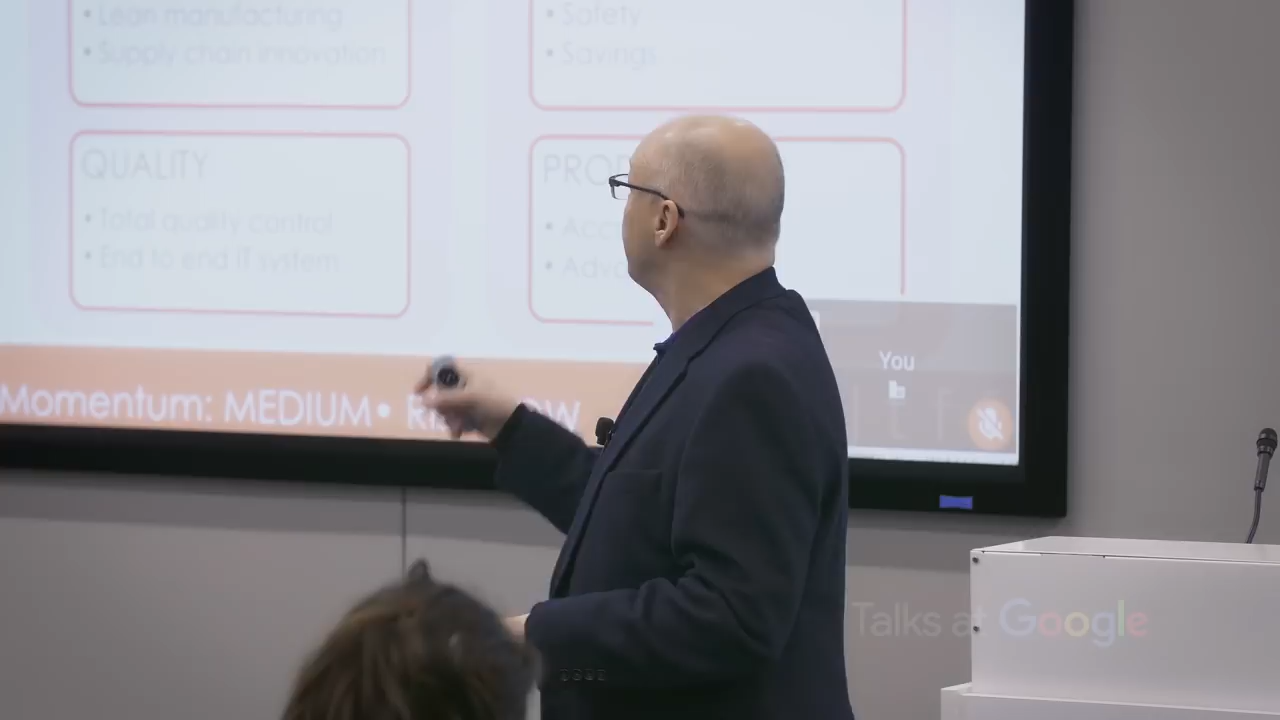 • Lean manufacturing
• Supply chain innovation
• Safety
• Savings
QUALITY
• Total quality control
• End to end IT system
Momentum: MEDIUM •
You
Talks at Google